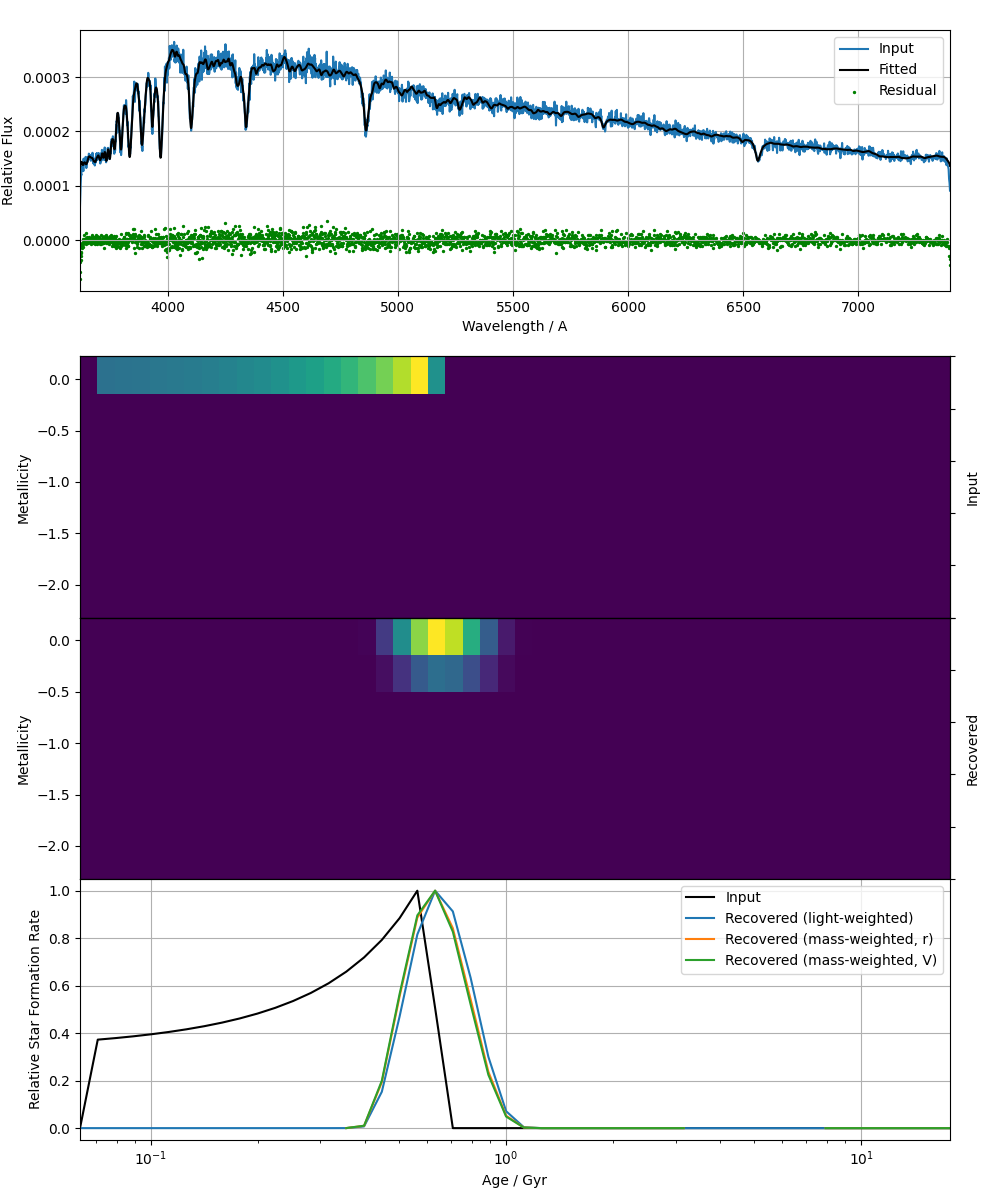 Input
Fitted
Residual
Relative Flux
0.0003
0.0002
0.0001
0.0000
4000 4500 5000 5500 6000 6500 7000
Wavelength / A
Metallicity
0.0
−0.5
−1.0
−1.5
−2.0
Input
Metallicity
0.0
−0.5
−1.0
−1.5
−2.0
Recovered
Relative Star Formation Rate
1.0
0.8
0.6
0.4
0.2
0.0
Input
Recovered (light-weighted)
Recovered (mass-weighted, r)
Recovered (mass-weighted, V)
10⁻¹ 10⁰ 10¹
Age / Gyr